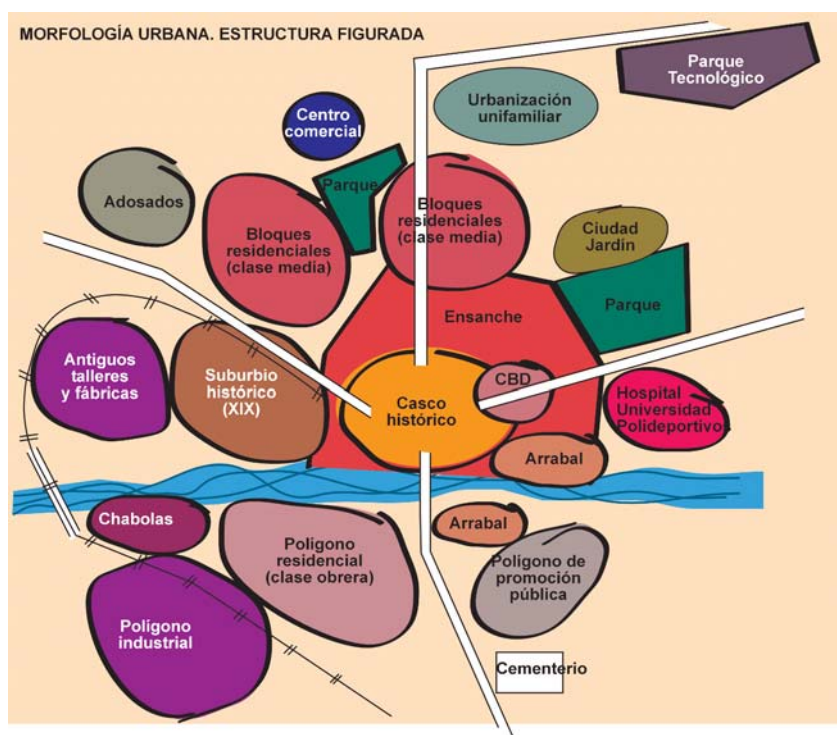 MORFOLOGÍA URBANA. ESTRUCTURA FIGURADA
Parque
Tecnológico
Urbanización
unifamiliar
Centro
comercial
Parque
Adosados
Bloques
residenciales
(clase media)
Bloques
residenciales
(clase media)
Ciudad
Jardín
Parque
Ensanche
Antiguos
talleres
y fábricas
Suburbio
histórico
(XIX)
Casco
histórico
CBD
Hospital
Universidad
Polideportivo
Arrabal
Chabolas
Polígono
residencial
(clase obrera)
Arrabal
Polígono de
promoción
pública
Polígono
industrial
Cementerio